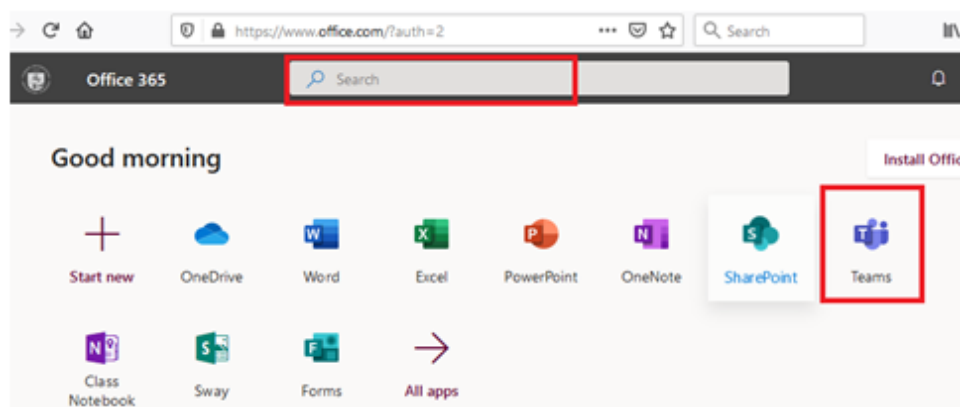 https://www.office.com/?auth=2 ... Search
Office 365 Search
Good morning
Install Offic
Start new OneDrive Word Excel PowerPoint OneNote SharePoint Teams
Class Notebook Sway Forms All apps